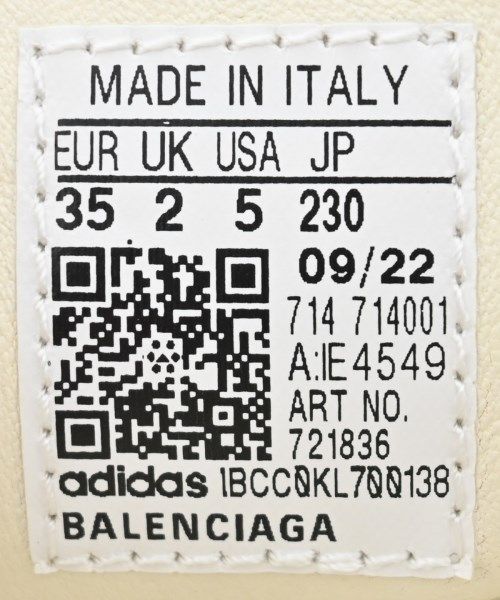 MADE IN ITALY
EUR UK USA JP
35 2 5 230
09/22
714 714001
A:IE4549
ART NO.
721836
adidas 1BCC0KL700138
BALENCIAGA